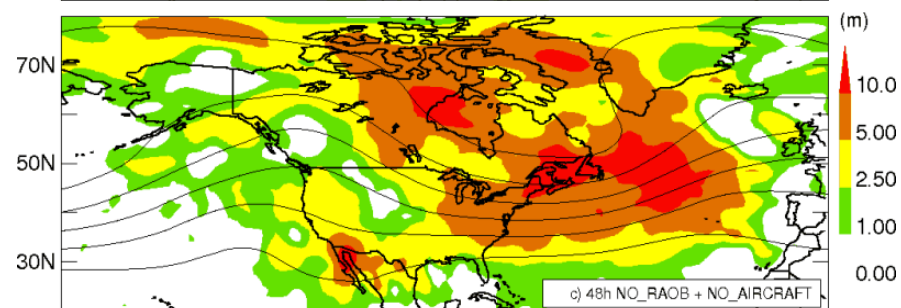 (m)
70N
10.0
5.00
50N
2.50
1.00
30N
0.00
c) 48h NO_RAOB + NO_AIRCRAFT